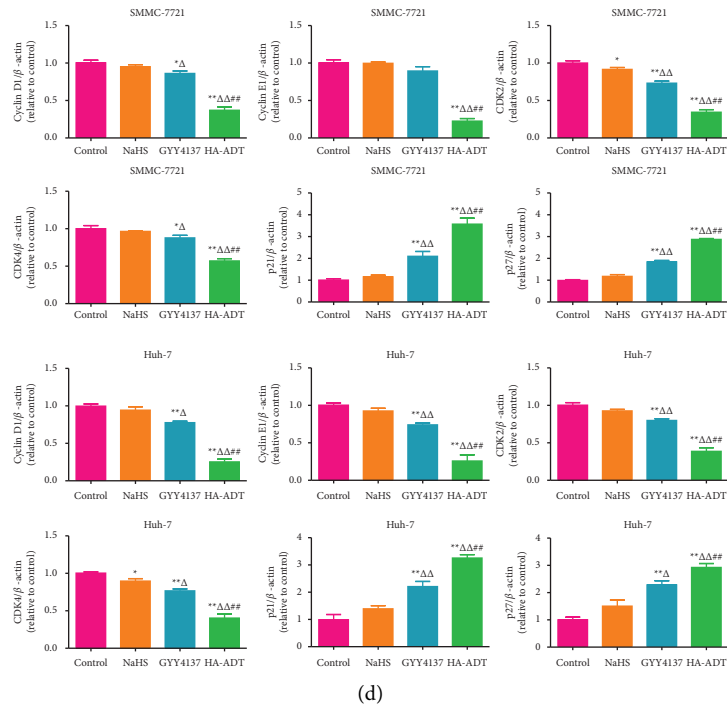 SMMC-7721
Cyclin D1/β-actin
(relative to control)
1.5
1.0
0.5
0.0
*Δ
**ΔΔ##
Control NaHS GYY4137 HA-ADT
SMMC-7721
Cyclin E1/β-actin
(relative to control)
1.5
1.0
0.5
0.0
**ΔΔ##
Control NaHS GYY4137 HA-ADT
SMMC-7721
CDK2/β-actin
(relative to control)
1.5
1.0
0.5
0.0
*
**ΔΔ
**ΔΔ##
Control NaHS GYY4137 HA-ADT
SMMC-7721
CDK4/β-actin
(relative to control)
1.5
1.0
0.5
0.0
*Δ
**ΔΔ##
Control NaHS GYY4137 HA-ADT
SMMC-7721
p21/β-actin
(relative to control)
5
4
3
2
1
0
**ΔΔ
**ΔΔ##
Control NaHS GYY4137 HA-ADT
SMMC-7721
p27/β-actin
(relative to control)
5
4
3
2
1
0
**ΔΔ
**ΔΔ##
Control NaHS GYY4137 HA-ADT
Huh-7
Cyclin D1/β-actin
(relative to control)
1.5
1.0
0.5
0.0
**Δ
**ΔΔ##
Control NaHS GYY4137 HA-ADT
Huh-7
Cyclin E1/β-actin
(relative to control)
1.5
1.0
0.5
0.0
**ΔΔ
**ΔΔ##
Control NaHS GYY4137 HA-ADT
Huh-7
CDK2/β-actin
(relative to control)
1.5
1.0
0.5
0.0
**ΔΔ
**ΔΔ##
Control NaHS GYY4137 HA-ADT
Huh-7
CDK4/β-actin
(relative to control)
1.5
1.0
0.5
0.0
*
**Δ
**ΔΔ##
Control NaHS GYY4137 HA-ADT
Huh-7
p21/β-actin
(relative to control)
4
3
2
1
0
**ΔΔ
**ΔΔ##
Control NaHS GYY4137 HA-ADT
Huh-7
p27/β-actin
(relative to control)
4
3
2
1
0
**Δ
**ΔΔ##
Control NaHS GYY4137 HA-ADT
(d)